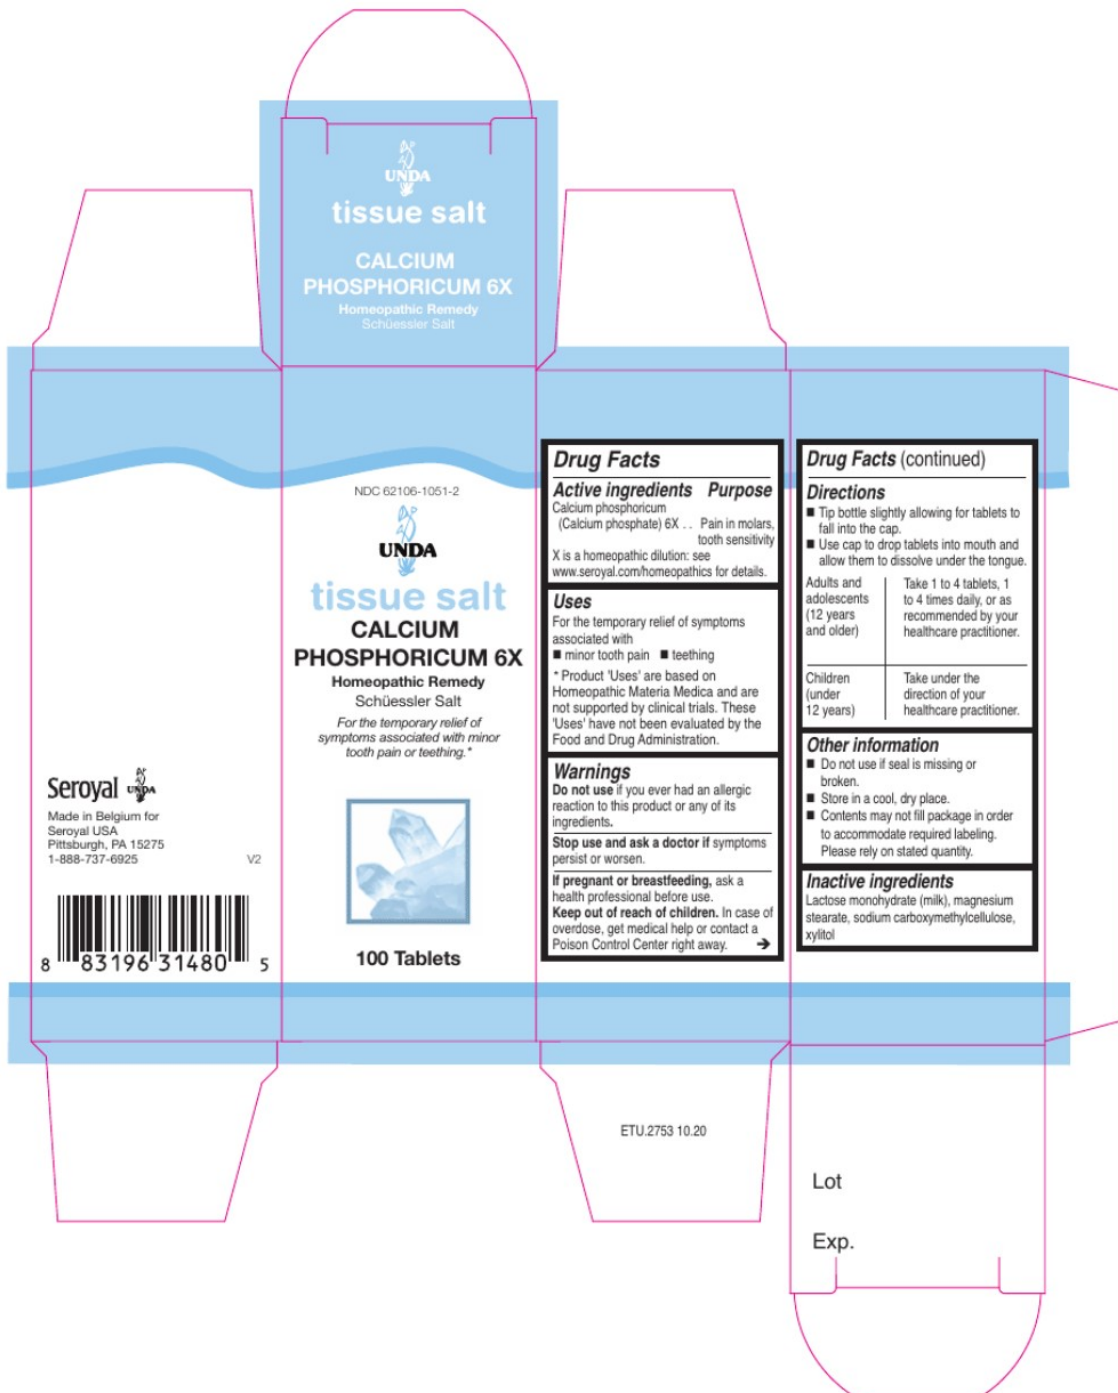 UNDA
tissue salt
CALCIUM
PHOSPHORICUM 6X
Homeopathic Remedy
Schüessler Salt
Seroyal UNDA
Made in Belgium for
Seroyal USA
Pittsburgh, PA 15275
1-888-737-6925 V2
8 83196 31480 5
NDC 62106-1051-2
UNDA
tissue salt
CALCIUM
PHOSPHORICUM 6X
Homeopathic Remedy
Schüessler Salt
For the temporary relief of
symptoms associated with minor
tooth pain or teething.*
100 Tablets
Drug Facts
Active ingredients Purpose
Calcium phosphoricum
(Calcium phosphate) 6X . . Pain in molars,
tooth sensitivity
X is a homeopathic dilution: see
www.seroyal.com/homeopathics for details.
Uses
For the temporary relief of symptoms
associated with
■ minor tooth pain ■ teething
* Product 'Uses' are based on
Homeopathic Materia Medica and are
not supported by clinical trials. These
'Uses' have not been evaluated by the
Food and Drug Administration.
Warnings
Do not use if you ever had an allergic
reaction to this product or any of its
ingredients.
Stop use and ask a doctor if symptoms
persist or worsen.
If pregnant or breastfeeding, ask a
health professional before use.
Keep out of reach of children. In case of
overdose, get medical help or contact a
Poison Control Center right away. ➔
ETU.2753 10.20
Drug Facts (continued)
Directions
■ Tip bottle slightly allowing for tablets to
fall into the cap.
■ Use cap to drop tablets into mouth and
allow them to dissolve under the tongue.
Adults and Take 1 to 4 tablets, 1
adolescents to 4 times daily, or as
(12 years recommended by your
and older) healthcare practitioner.
Children Take under the
(under direction of your
12 years) healthcare practitioner.
Other information
■ Do not use if seal is missing or
broken.
■ Store in a cool, dry place.
■ Contents may not fill package in order
to accommodate required labeling.
Please rely on stated quantity.
Inactive ingredients
Lactose monohydrate (milk), magnesium
stearate, sodium carboxymethylcellulose,
xylitol
Lot
Exp.